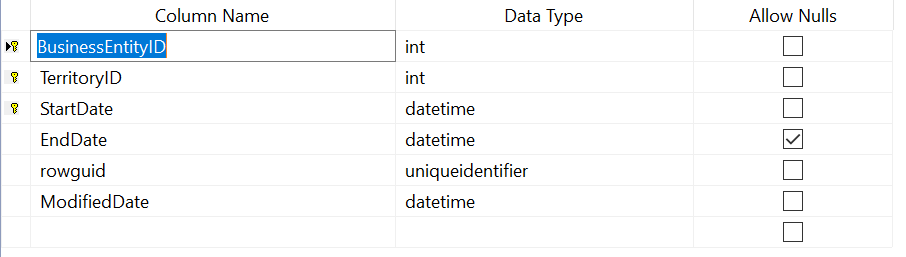 Column Name Data Type Allow Nulls
BusinessEntityID int
TerritoryID int
StartDate datetime
EndDate datetime
rowguid uniqueidentifier
ModifiedDate datetime